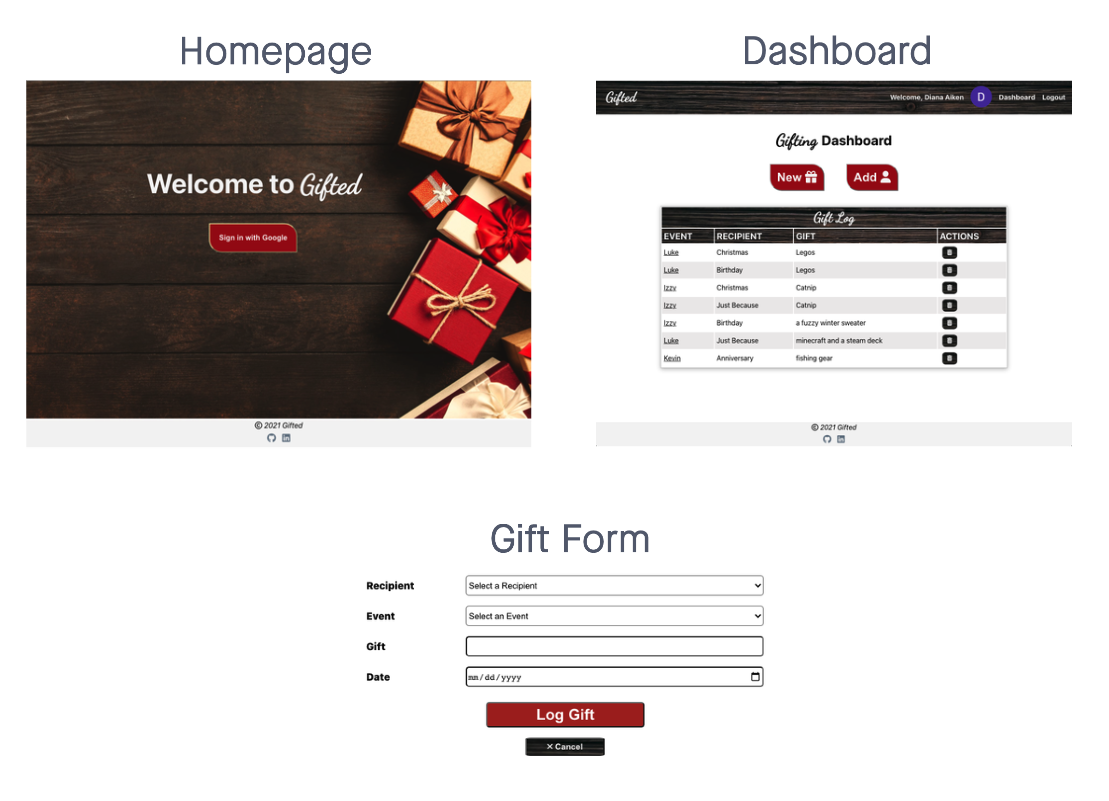 Homepage
Welcome to Gifted
Sign in with Google
© 2021 Gifted
Dashboard
Gifted Welcome, Diana Aiken D Dashboard Logout
Gifting Dashboard
New Add
Gift Log
EVENT RECIPIENT GIFT ACTIONS
Luke Christmas Legos
Luke Birthday Legos
Izzy Christmas Catnip
Izzy Just Because Catnip
Izzy Birthday a fuzzy winter sweater
Luke Just Because minecraft and a steam deck
Kevin Anniversary fishing gear
© 2021 Gifted
Gift Form
Recipient Select a Recipient
Event Select an Event
Gift
Date mm/dd/yyyy
Log Gift
✕ Cancel